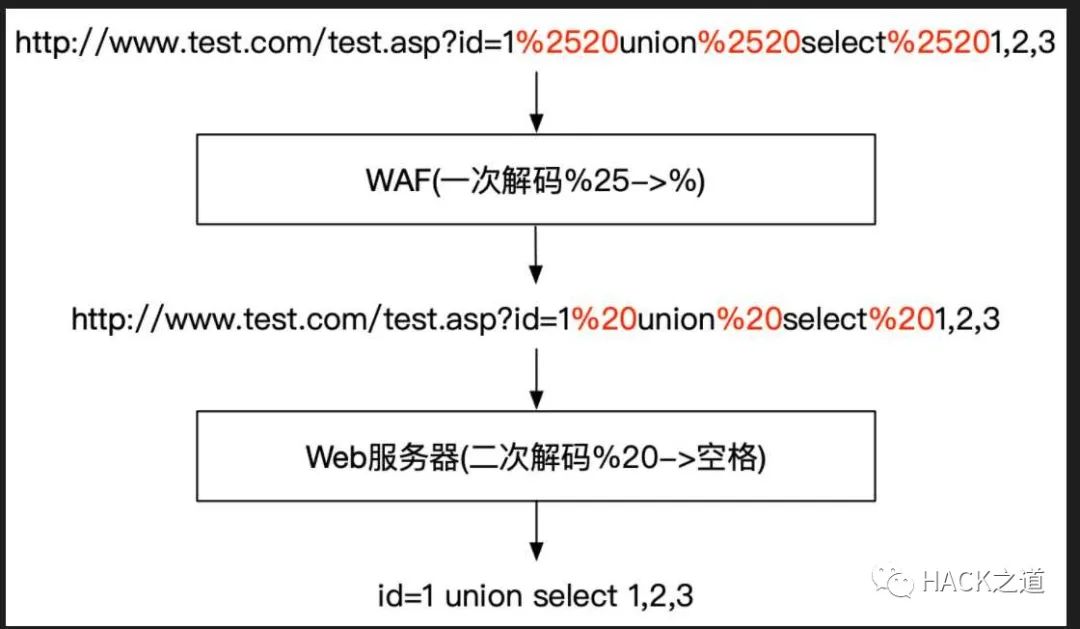 http://www.test.com/test.asp?id=1%2520union%2520select%25201,2,3
WAF(一次解码%25->%)
http://www.test.com/test.asp?id=1%20union%20select%201,2,3
Web服务器(二次解码%20->空格)
id=1 union select 1,2,3
HACK之道